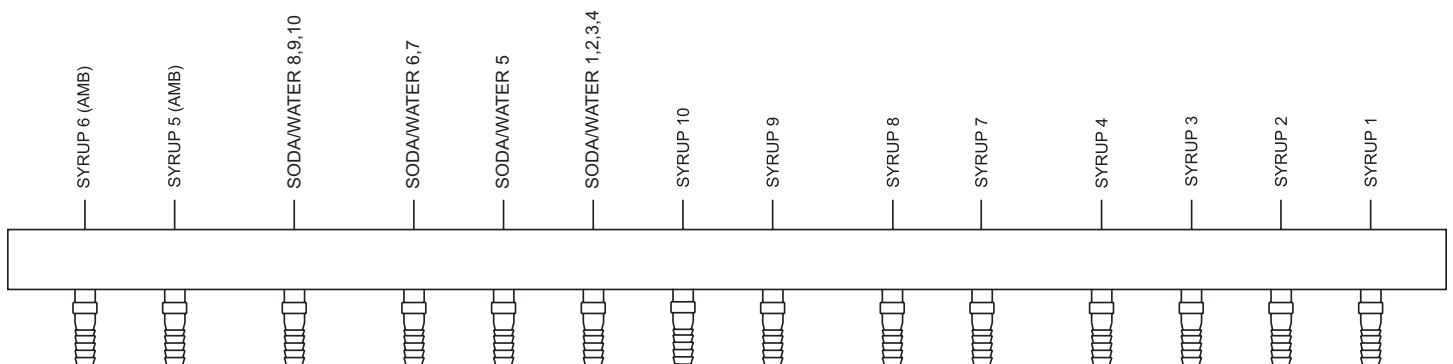 SYRUP 6 (AMB)
SYRUP 5 (AMB)
SODA/WATER 8,9,10
SODA/WATER 6,7
SODA/WATER 5
SODA/WATER 1,2,3,4
SYRUP 10
SYRUP 9
SYRUP 8
SYRUP 7
SYRUP 4
SYRUP 3
SYRUP 2
SYRUP 1